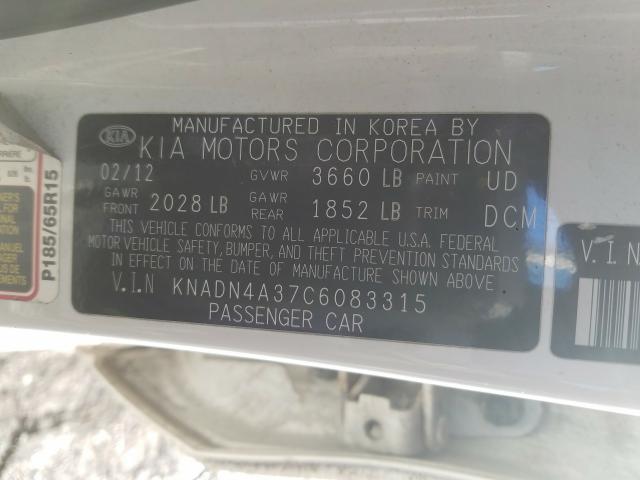 KIA
MANUFACTURED IN KOREA BY
KIA MOTORS CORPORATION
02/12 GVWR 3660 LB PAINT UD
GAWR FRONT 2028 LB GAWR REAR 1852 LB TRIM DCM
THIS VEHICLE CONFORMS TO ALL APPLICABLE U.S.A. FEDERAL
MOTOR VEHICLE SAFETY, BUMPER, AND THEFT PREVENTION STANDARDS
IN EFFECT ON THE DATE OF MANUFACTURE SHOWN ABOVE
V.I.N KNADN4A37C6083315
PASSENGER CAR
P185/65R15
V.I.N